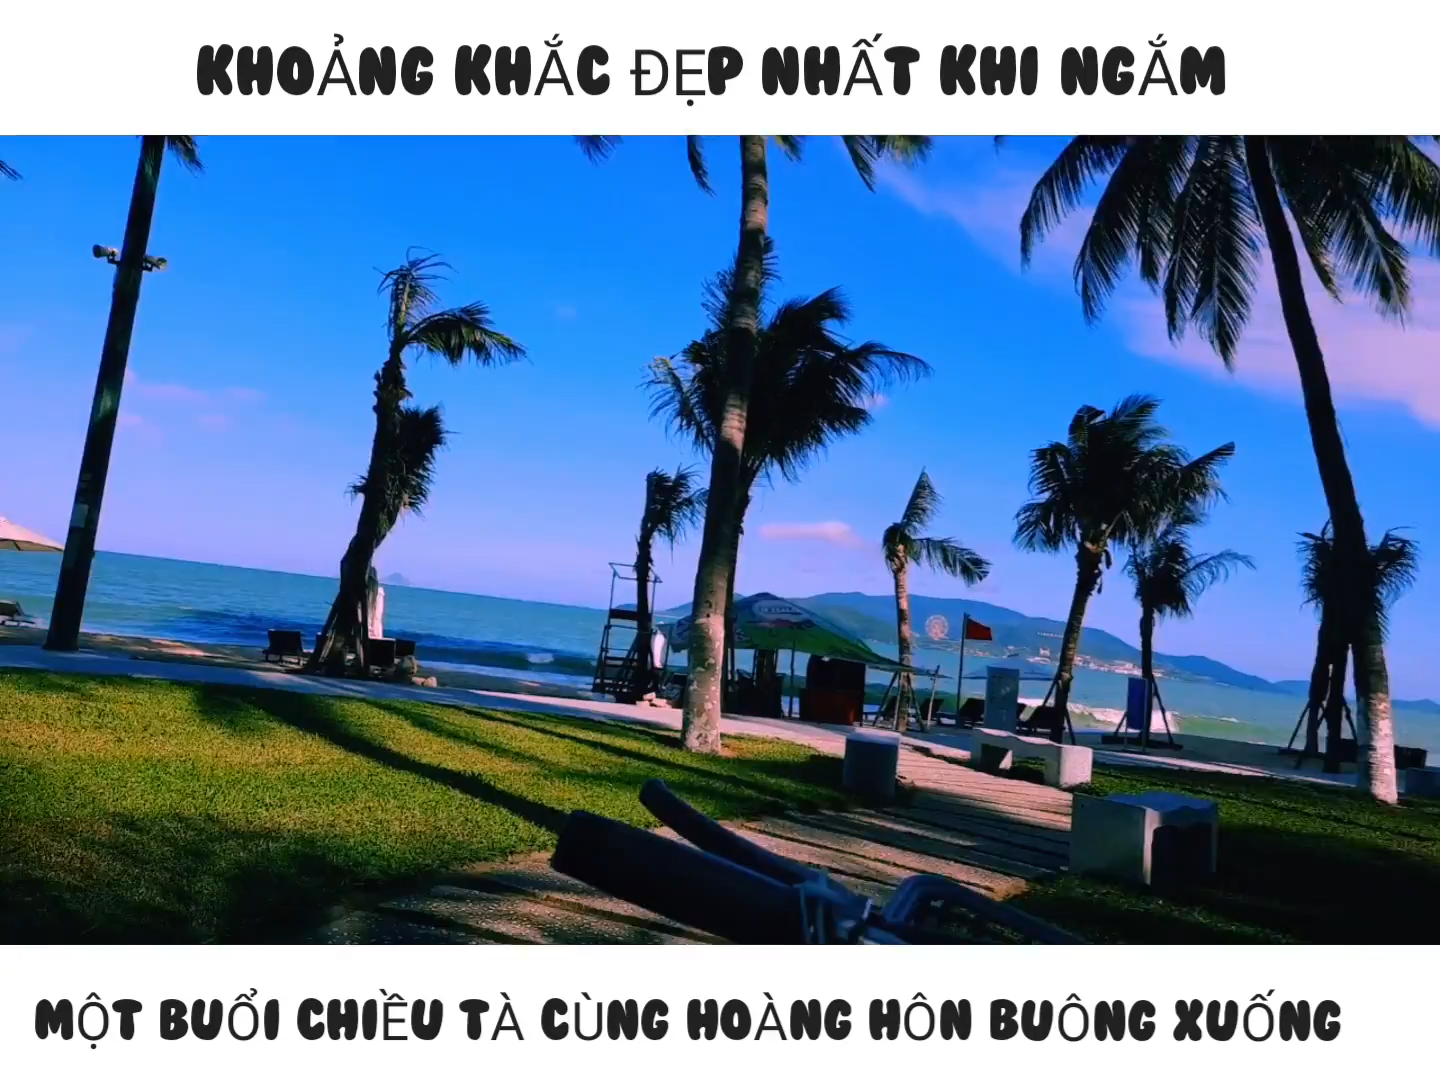 KHOẢNG KHẮC ĐẸP NHẤT KHI NGẮM
MỘT BUỔI CHIỀU TÀ CÙNG HOÀNG HÔN BUÔNG XUỐNG